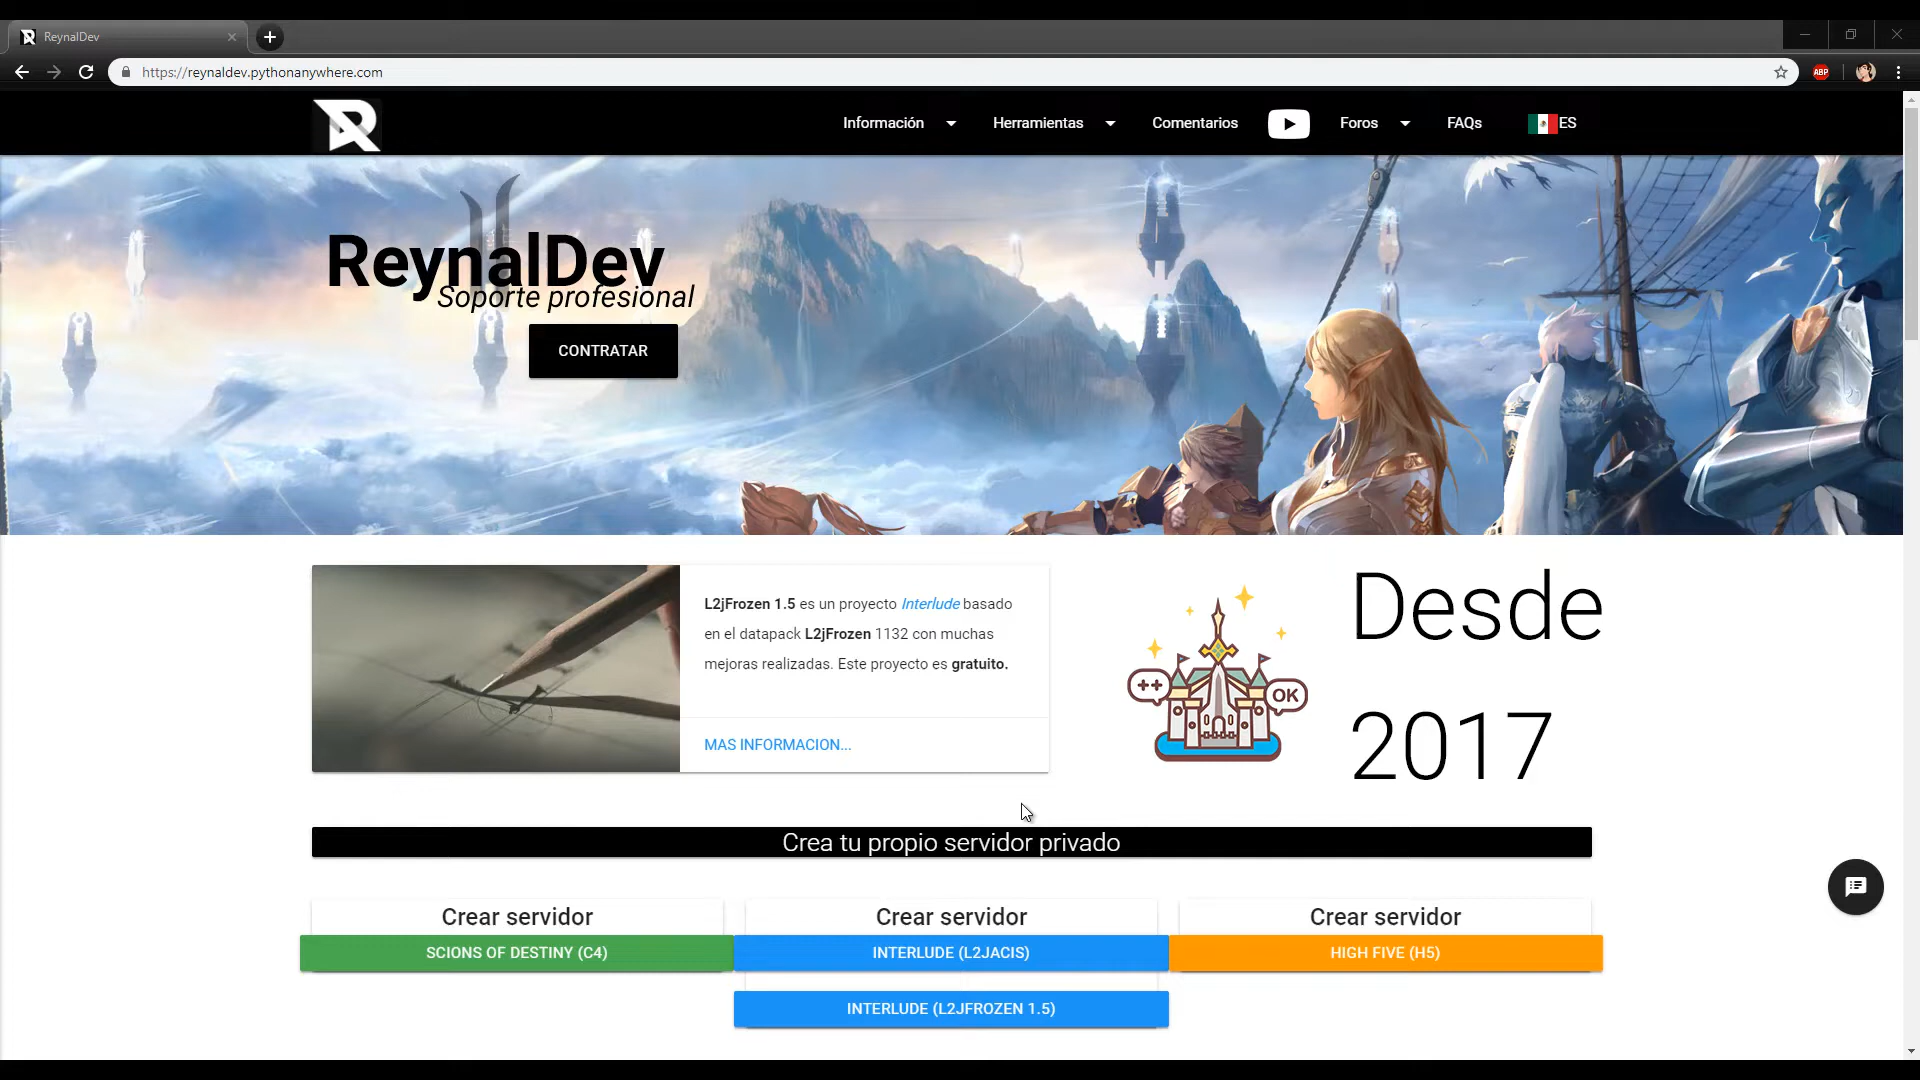 ReynalDev
https://reynaldev.pythonanywhere.com
ABP
Información
Herramientas
Comentarios
Foros
FAQs
ES
ReynalDev
Soporte profesional
CONTRATAR
L2jFrozen 1.5 es un proyecto Interlude basado
en el datapack L2jFrozen 1132 con muchas
mejoras realizadas. Este proyecto es gratuito.
MAS INFORMACION...
++
OK
Desde
2017
Crea tu propio servidor privado
Crear servidor
SCIONS OF DESTINY (C4)
Crear servidor
INTERLUDE (L2JACIS)
INTERLUDE (L2JFROZEN 1.5)
Crear servidor
HIGH FIVE (H5)